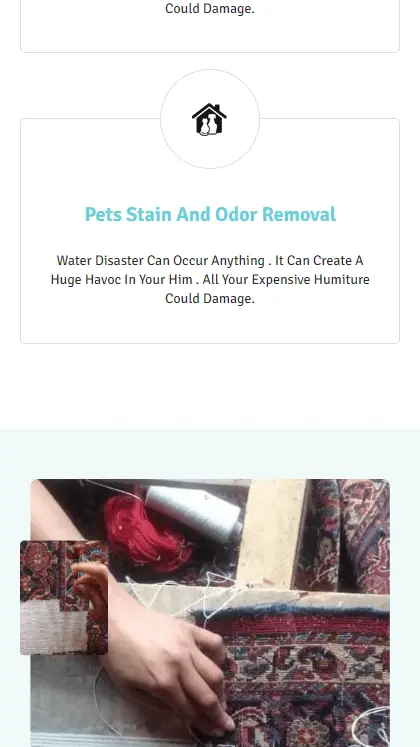 Could Damage.
Pets Stain And Odor Removal
Water Disaster Can Occur Anything . It Can Create A
Huge Havoc In Your Him . All Your Expensive Humiture
Could Damage.